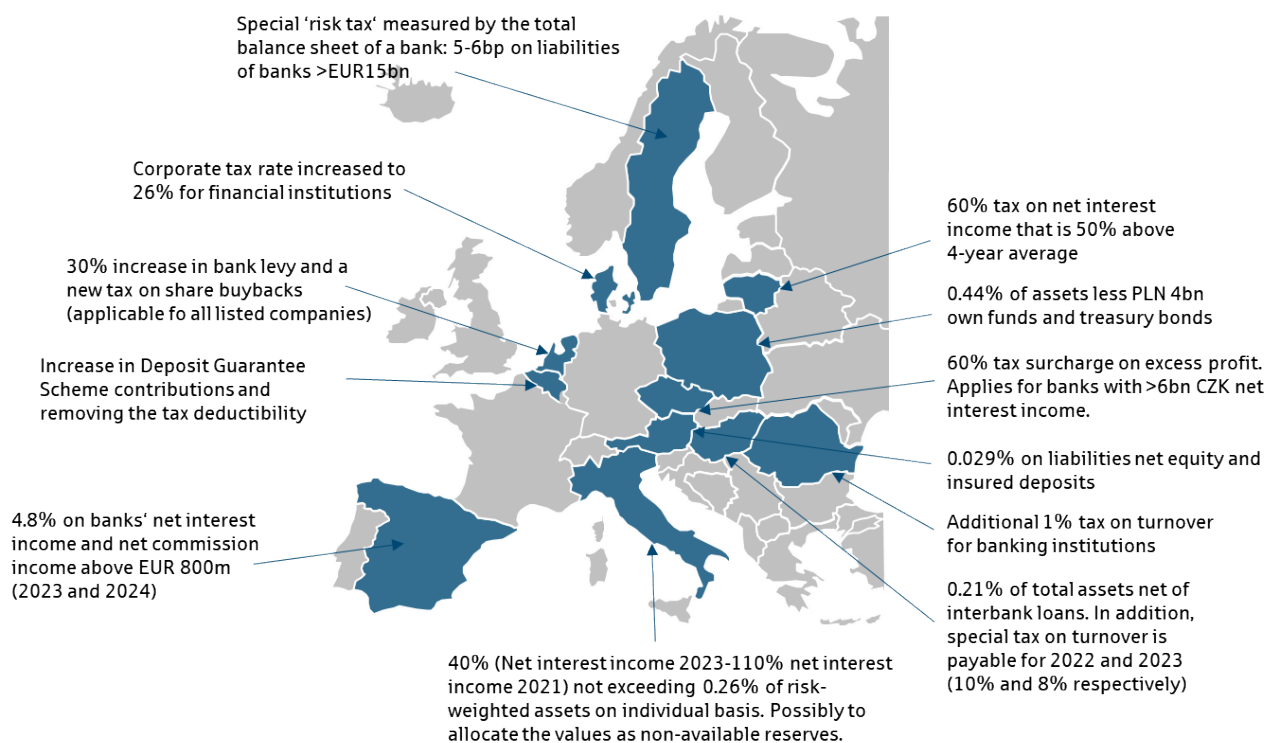 Special ‘risk tax‘ measured by the total
balance sheet of a bank: 5-6bp on liabilities
of banks >EUR15bn
Corporate tax rate increased to
26% for financial institutions
30% increase in bank levy and a
new tax on share buybacks
(applicable fo all listed companies)
Increase in Deposit Guarantee
Scheme contributions and
removing the tax deductibility
4.8% on banks‘ net interest
income and net commission
income above EUR 800m
(2023 and 2024)
40% (Net interest income 2023-110% net interest
income 2021) not exceeding 0.26% of risk-
weighted assets on individual basis. Possibly to
allocate the values as non-available reserves.
60% tax on net interest
income that is 50% above
4-year average
0.44% of assets less PLN 4bn
own funds and treasury bonds
60% tax surcharge on excess profit.
Applies for banks with >6bn CZK net
interest income.
0.029% on liabilities net equity and
insured deposits
Additional 1% tax on turnover
for banking institutions
0.21% of total assets net of
interbank loans. In addition,
special tax on turnover is
payable for 2022 and 2023
(10% and 8% respectively)